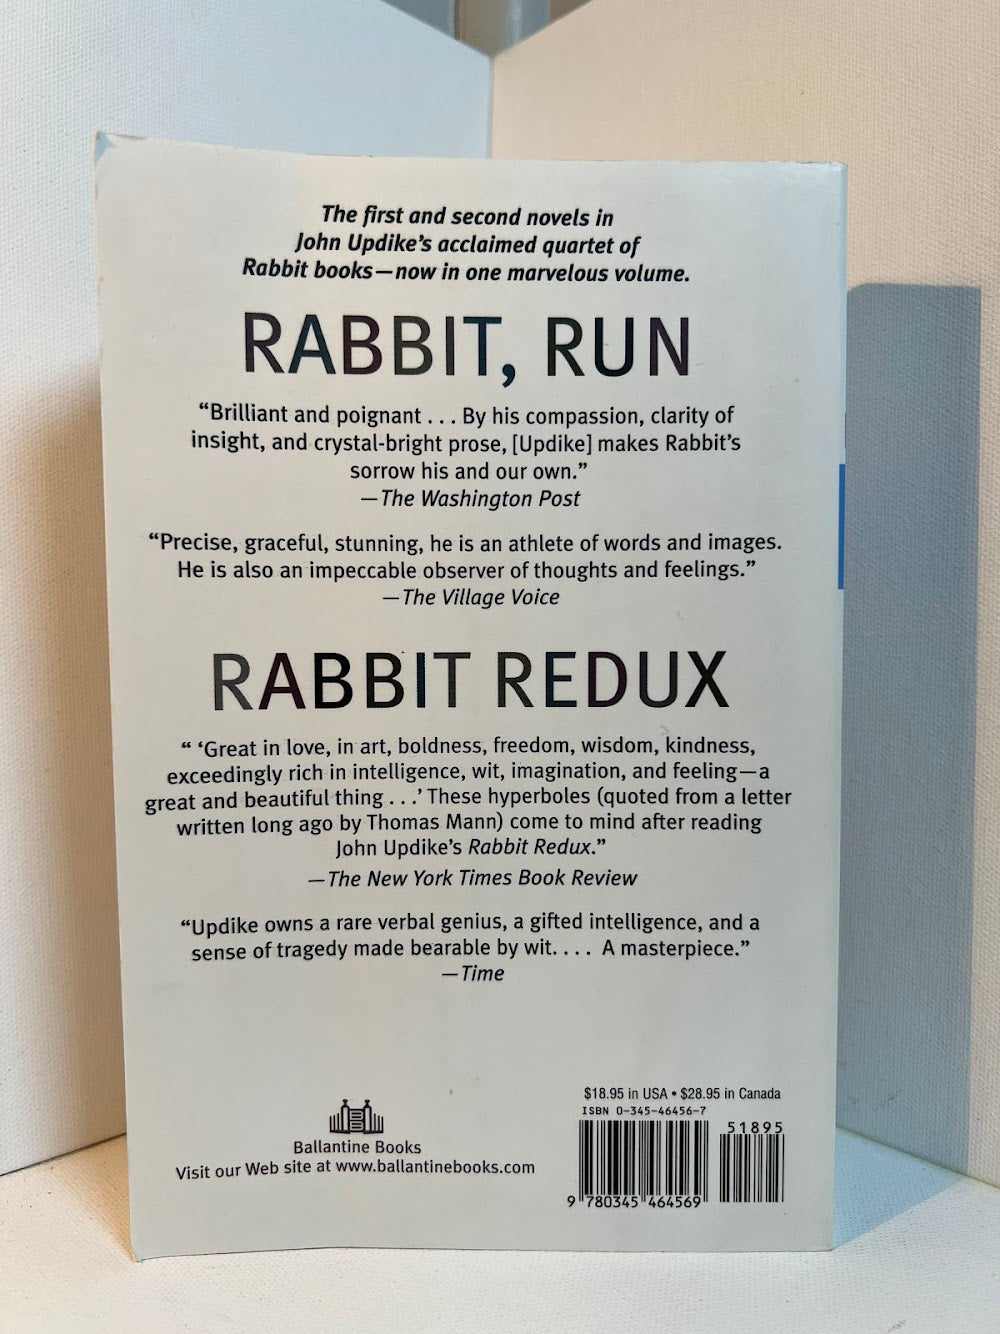 The first and second novels in
John Updike’s acclaimed quartet of
Rabbit books—now in one marvelous volume.
RABBIT, RUN
“Brilliant and poignant . . . By his compassion, clarity of
insight, and crystal-bright prose, [Updike] makes Rabbit’s
sorrow his and our own.”
—The Washington Post
“Precise, graceful, stunning, he is an athlete of words and images.
He is also an impeccable observer of thoughts and feelings.”
—The Village Voice
RABBIT REDUX
“ ‘Great in love, in art, boldness, freedom, wisdom, kindness,
exceedingly rich in intelligence, wit, imagination, and feeling—a
great and beautiful thing . . .’ These hyperboles (quoted from a letter
written long ago by Thomas Mann) come to mind after reading
John Updike’s Rabbit Redux.”
—The New York Times Book Review
“Updike owns a rare verbal genius, a gifted intelligence, and a
sense of tragedy made bearable by wit. . . . A masterpiece.”
—Time
Ballantine Books
Visit our Web site at www.ballantinebooks.com
$18.95 in USA • $28.95 in Canada
ISBN 0-345-46456-7
51895
9 780345 464569